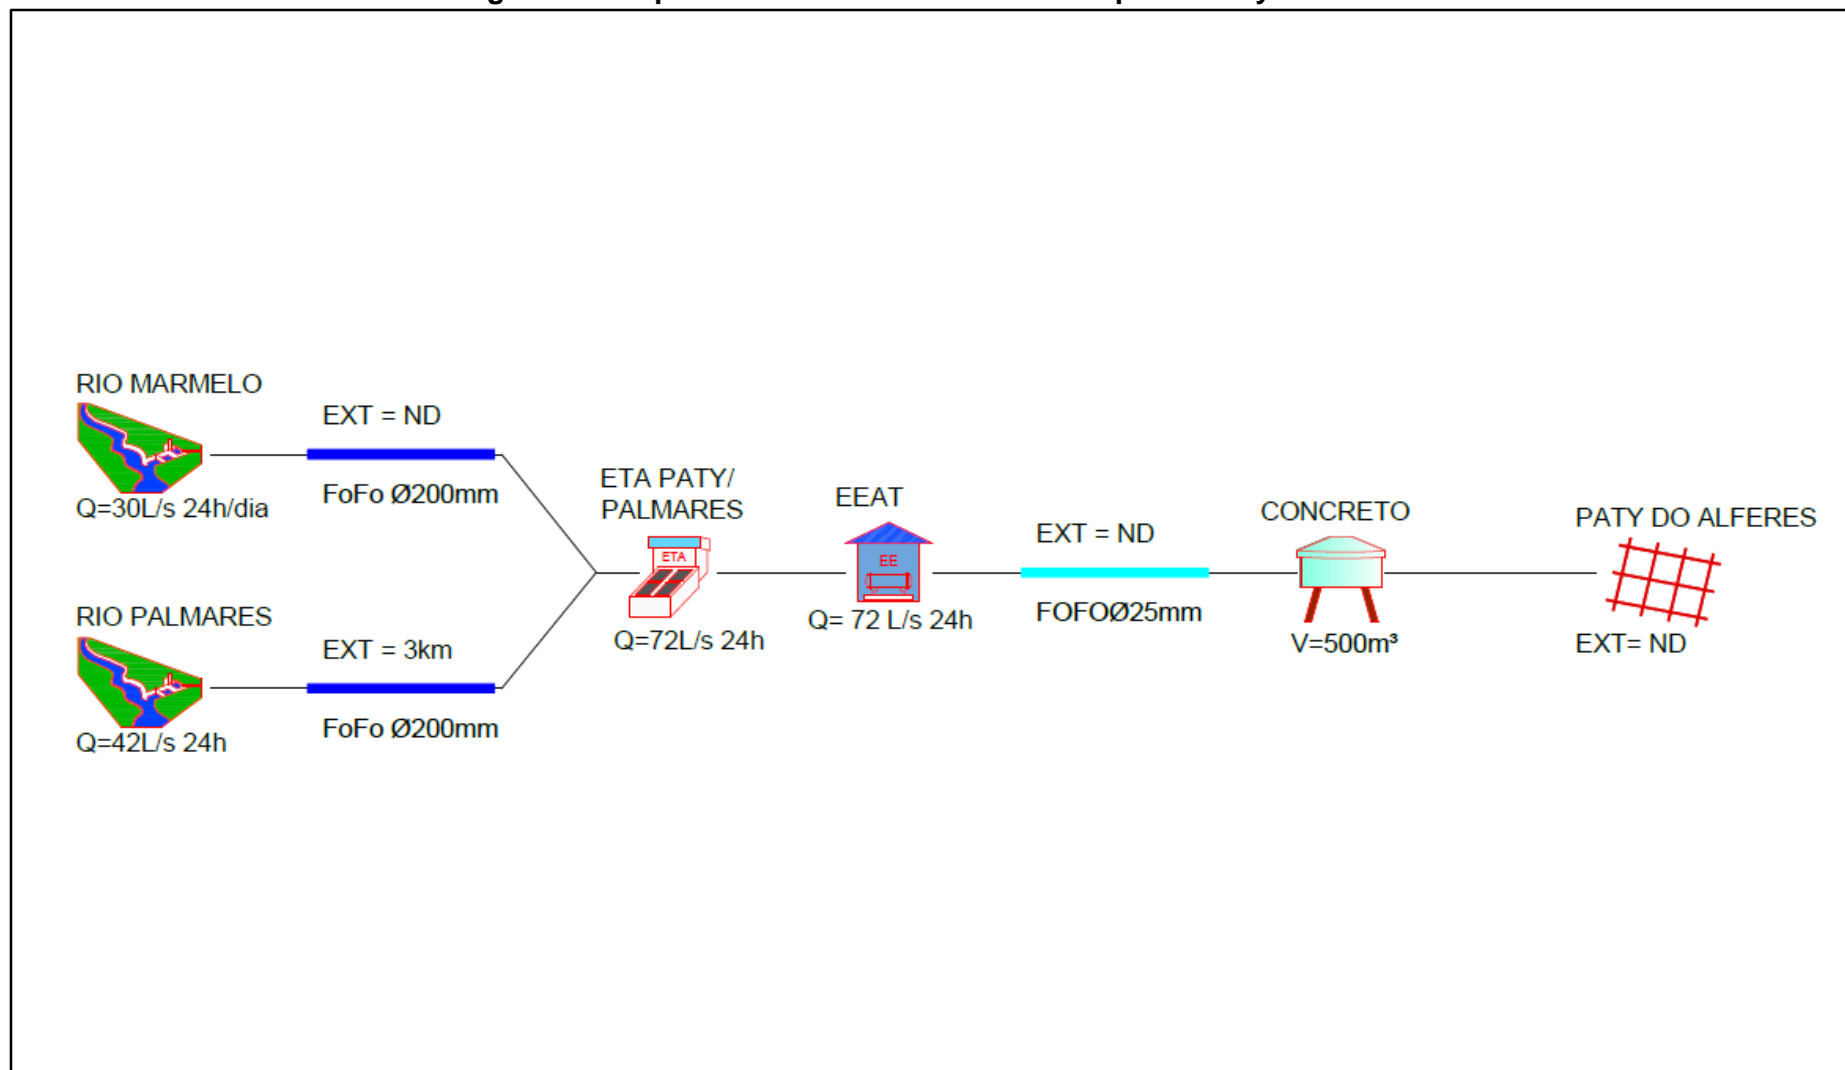 RIO MARMELO
Q=30L/s 24h/dia
EXT = ND
FoFo Ø200mm
RIO PALMARES
Q=42L/s 24h
EXT = 3km
FoFo Ø200mm
ETA PATY/
PALMARES
ETA
Q=72L/s 24h
EEAT
EE
Q= 72 L/s 24h
EXT = ND
FOFOØ25mm
CONCRETO
V=500m³
PATY DO ALFERES
EXT= ND